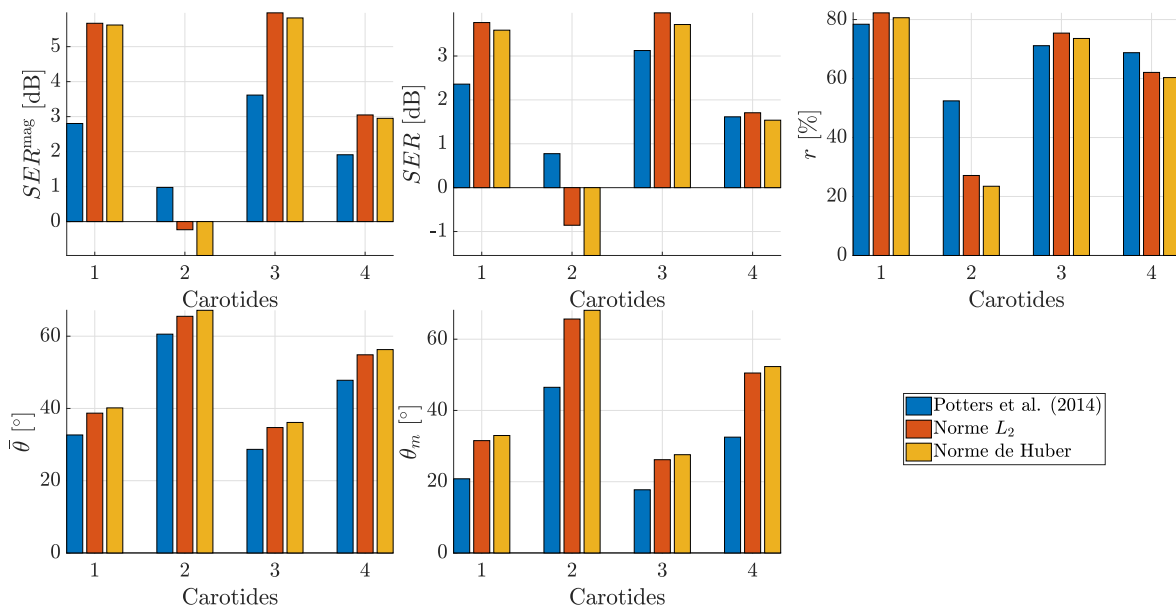 SER^mag [dB]
5
4
3
2
1
0
1 2 3 4
Carotides
SER [dB]
3
2
1
0
-1
1 2 3 4
Carotides
r [%]
80
60
40
20
0
1 2 3 4
Carotides
θ̄ [°]
60
40
20
0
1 2 3 4
Carotides
θ_m [°]
60
40
20
0
1 2 3 4
Carotides
Potters et al. (2014)
Norme L₂
Norme de Huber